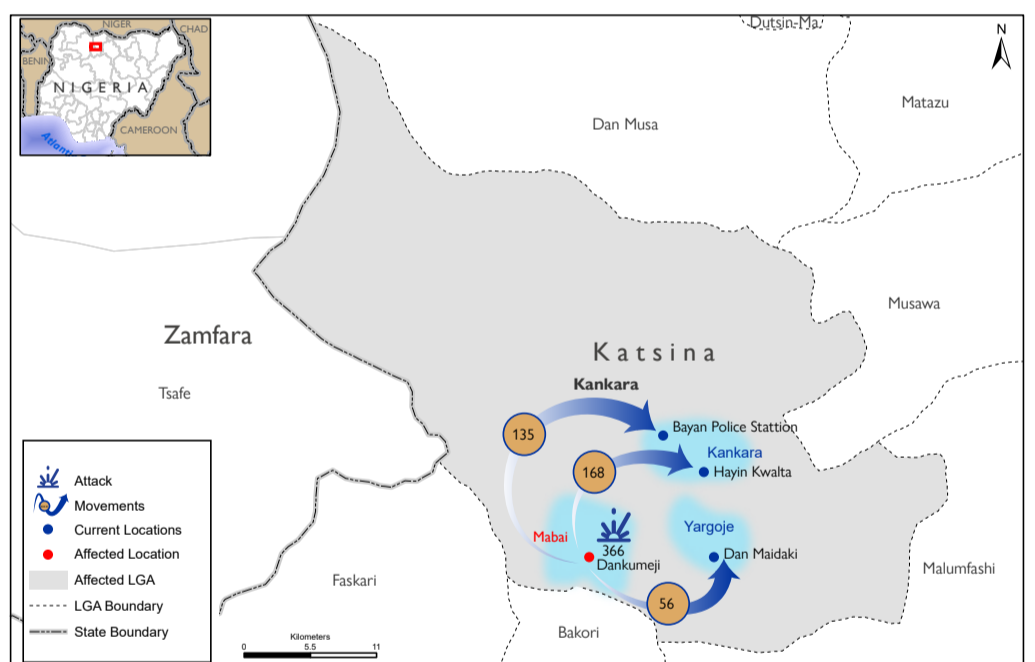 NIGER
CHAD
BENIN
NIGERIA
CAMEROON
Atlanti
Dutsin-Ma
N
Matazu
Dan Musa
Musawa
Zamfara
Katsina
Tsafe
Kankara
135
Bayan Police Stattion
Kankara
168
Hayin Kwalta
Yargoje
Mabai
366
Dankumeji
Dan Maidaki
Malumfashi
Faskari
56
Bakori
Attack
Movements
Current Locations
Affected Location
Affected LGA
LGA Boundary
State Boundary
Kilometers
0 5.5 11